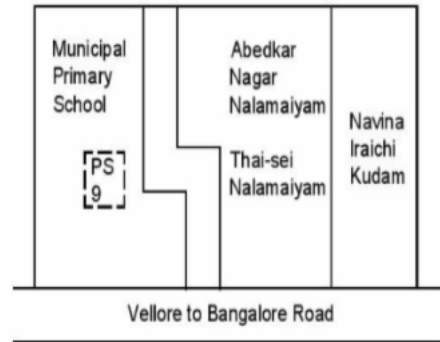 Municipal
Primary
School
PS
9
Abedkar
Nagar
Nalamaiyam
Thai-sei
Nalamaiyam
Navina
Iraichi
Kudam
Vellore to Bangalore Road